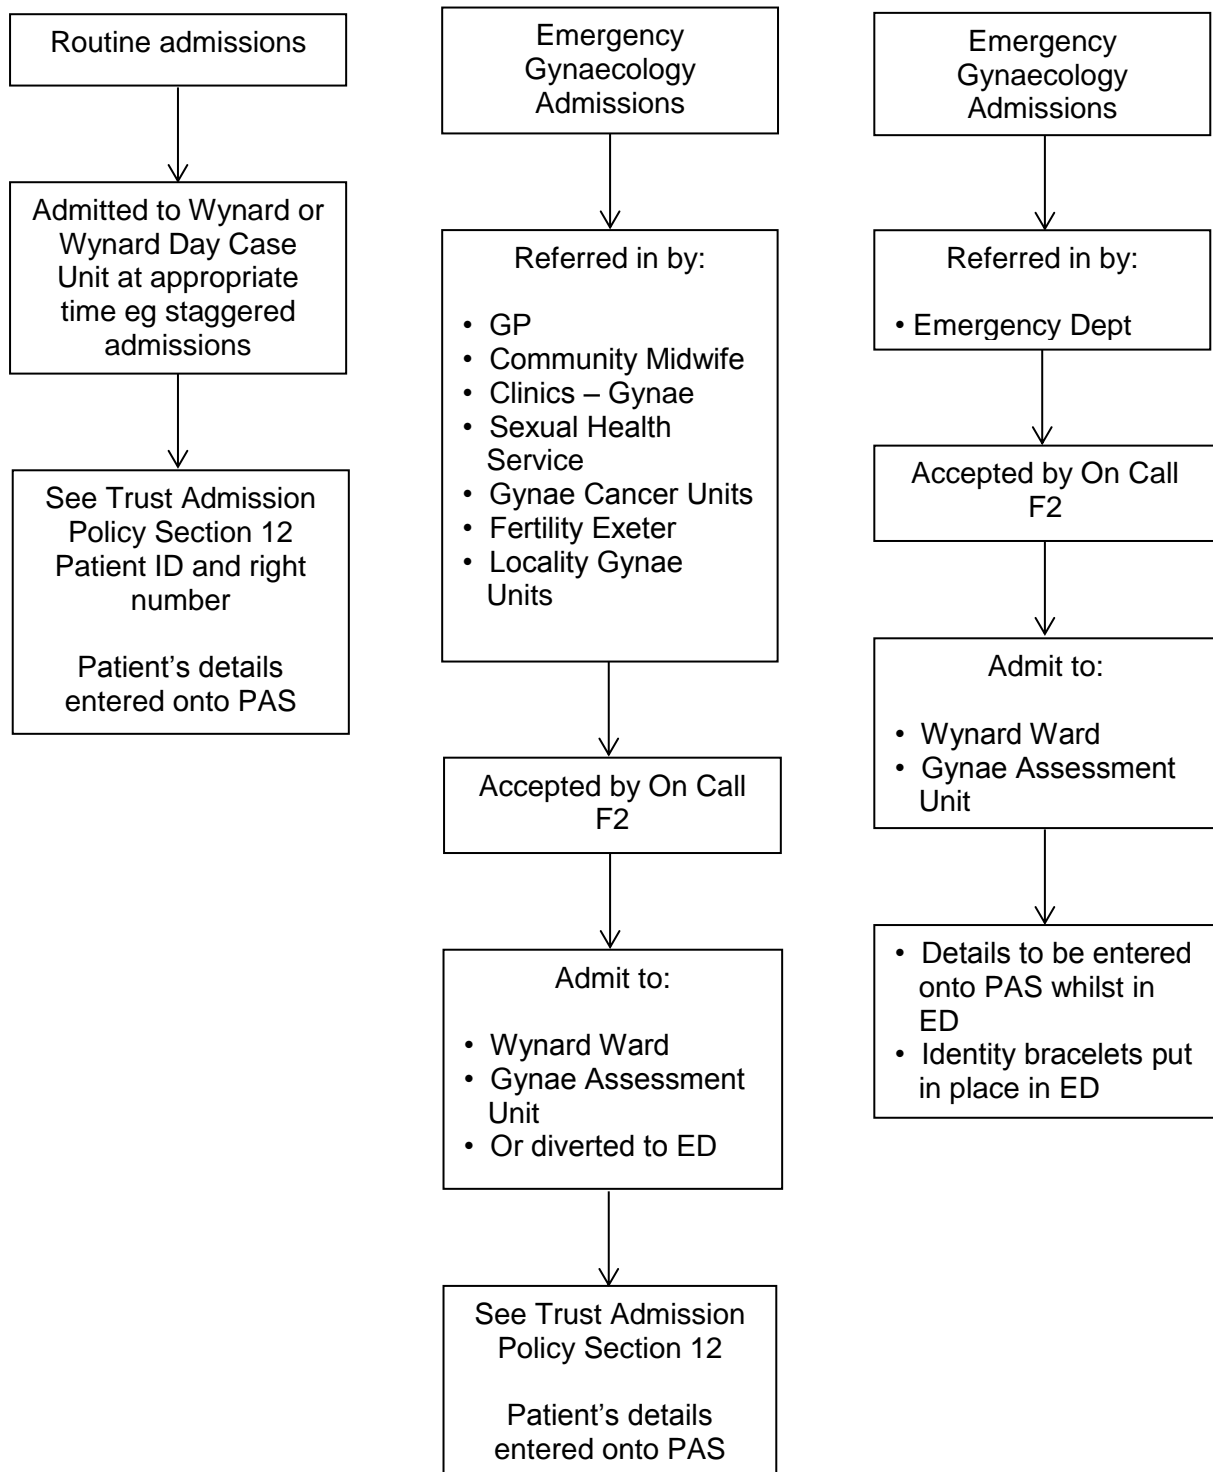 Routine admissions
Admitted to Wynard or
Wynard Day Case
Unit at appropriate
time eg staggered
admissions
See Trust Admission
Policy Section 12
Patient ID and right
number
Patient’s details
entered onto PAS
Emergency
Gynaecology
Admissions
Referred in by:
• GP
• Community Midwife
• Clinics – Gynae
• Sexual Health
Service
• Gynae Cancer Units
• Fertility Exeter
• Locality Gynae
Units
Accepted by On Call
F2
Admit to:
• Wynard Ward
• Gynae Assessment
Unit
• Or diverted to ED
See Trust Admission
Policy Section 12
Patient’s details
entered onto PAS
Emergency
Gynaecology
Admissions
Referred in by:
• Emergency Dept
Accepted by On Call
F2
Admit to:
• Wynard Ward
• Gynae Assessment
Unit
• Details to be entered
onto PAS whilst in
ED
• Identity bracelets put
in place in ED